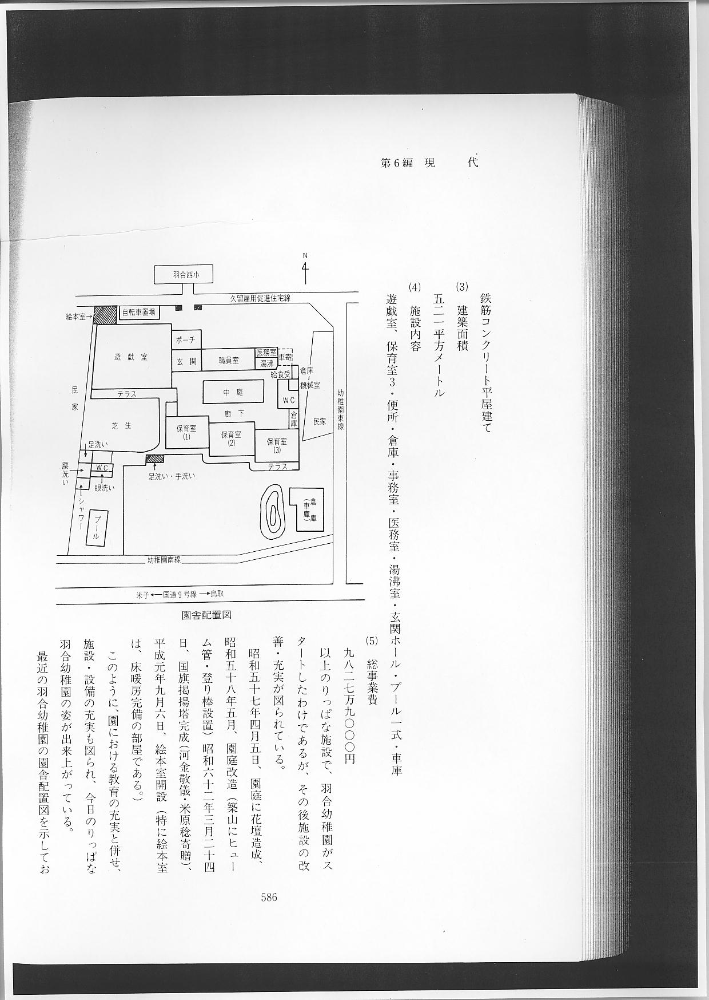 第6編　現　　代
鉄筋コンクリート平屋建て
(3)　建築面積
五二一平方メートル
(4)　施設内容
遊戯室、保育室3・便所・倉庫・事務室・医務室・湯沸室・玄関ホール・プール一式・車庫
(5)　総事業費
九八二七万九〇〇〇円
以上のりっぱな施設で、羽合幼稚園がス
タートしたわけであるが、その後施設の改
善・充実が図られている。
昭和五十七年四月五日、園庭に花壇造成、
昭和五十八年五月、園庭改造（築山にヒュー
ム管・登り棒設置）昭和六十二年三月二十四
日、国旗掲揚塔完成（河金敬儀・米原稔寄贈）、
平成元年九月六日、絵本室開設（特に絵本室
は、床暖房完備の部屋である。）
このように、園における教育の充実と併せ、
施設・設備の充実も図られ、今日のりっぱな
羽合幼稚園の姿が出来上がっている。
最近の羽合幼稚園の園舎配置図を示してお
N
羽合西小
久留雇用促進住宅線
絵本室→
自転車置場
ポーチ
遊戯室
玄関
職員室
医務室
湯沸
車寄
給食受
倉庫
機械室
中庭
WC
テラス
民家
廊下
倉庫
民家
幼稚園東線
芝生
保育室
(1)
保育室
(2)
保育室
(3)
足洗い
腰洗い
WC
眼洗い
テラス
足洗い・手洗い
シャワー
プール
倉庫
（車庫）
幼稚園南線
米子←国道9号線→鳥取
園舎配置図
586